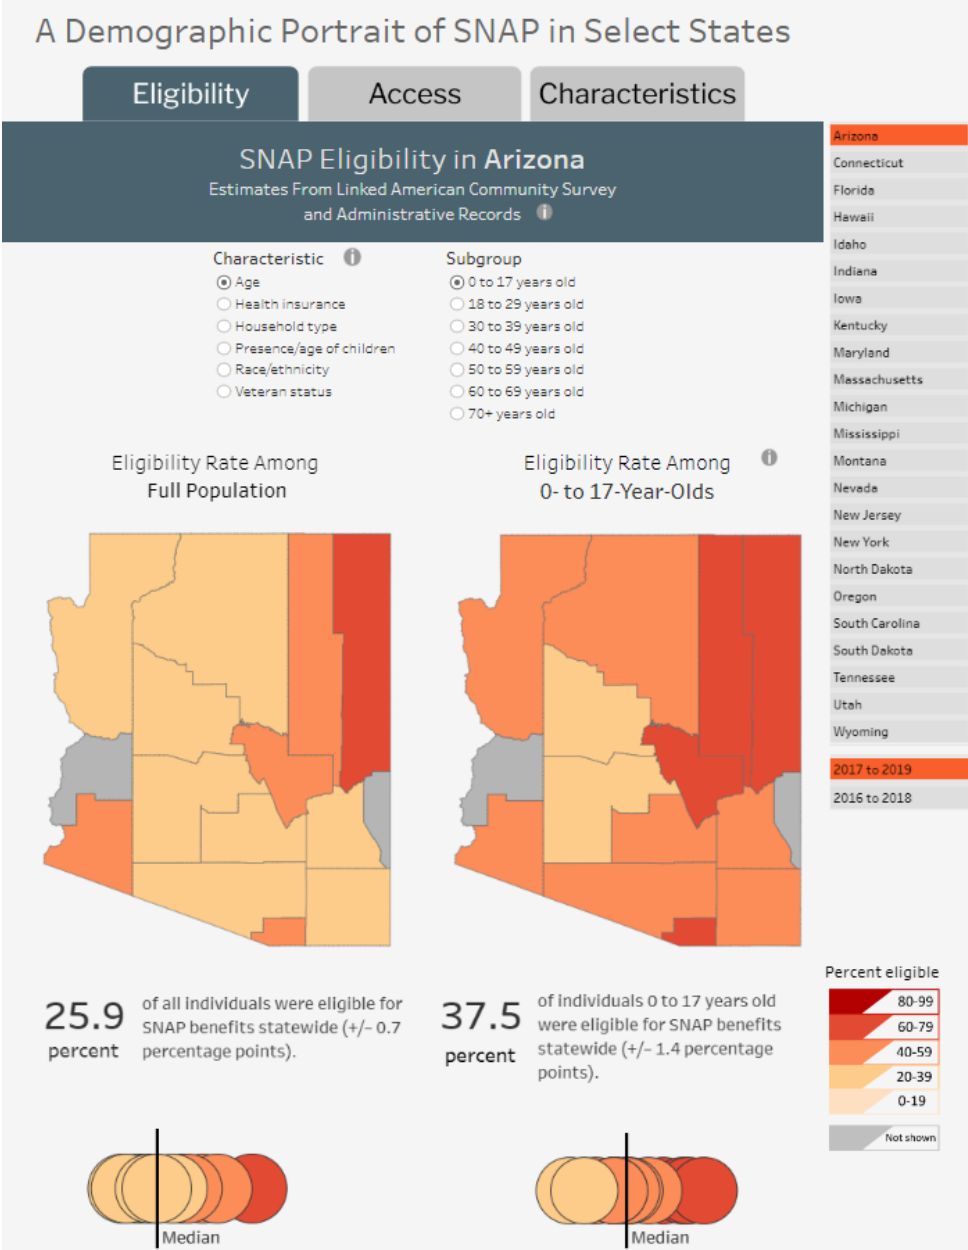 A Demographic Portrait of SNAP in Select States
Eligibility
Access
Characteristics
SNAP Eligibility in Arizona
Estimates From Linked American Community Survey
and Administrative Records
Characteristic
Age
Health insurance
Household type
Presence/age of children
Race/ethnicity
Veteran status
Subgroup
0 to 17 years old
18 to 29 years old
30 to 39 years old
40 to 49 years old
50 to 59 years old
60 to 69 years old
70+ years old
Arizona
Connecticut
Florida
Hawaii
Idaho
Indiana
Iowa
Kentucky
Maryland
Massachusetts
Michigan
Mississippi
Montana
Nevada
New Jersey
New York
North Dakota
Oregon
South Carolina
South Dakota
Tennessee
Utah
Wyoming
2017 to 2019
2016 to 2018
Eligibility Rate Among
Full Population
Eligibility Rate Among
0- to 17-Year-Olds
25.9
percent
of all individuals were eligible for
SNAP benefits statewide (+/- 0.7
percentage points).
37.5
percent
of individuals 0 to 17 years old
were eligible for SNAP benefits
statewide (+/- 1.4 percentage
points).
Percent eligible
80-99
60-79
40-59
20-39
0-19
Not shown
Median
Median